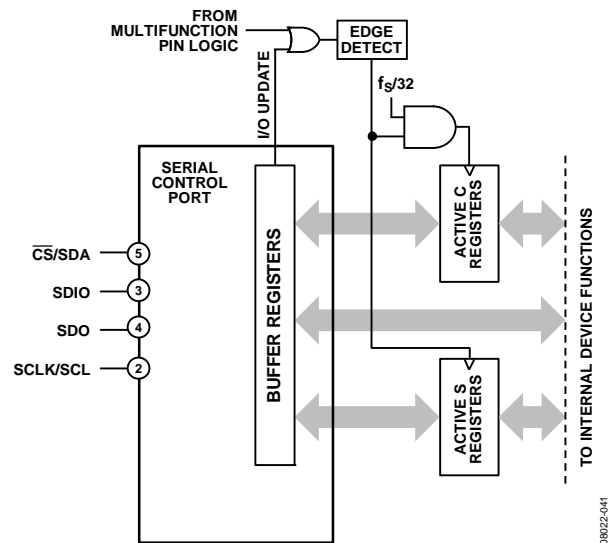 FROM
MULTIFUNCTION
PIN LOGIC
EDGE
DETECT
I/O UPDATE
fS/32
SERIAL
CONTROL
PORT
BUFFER REGISTERS
ACTIVE C
REGISTERS
ACTIVE S
REGISTERS
TO INTERNAL DEVICE FUNCTIONS
CS/SDA
5
SDIO
3
SDO
4
SCLK/SCL
2
08022-041